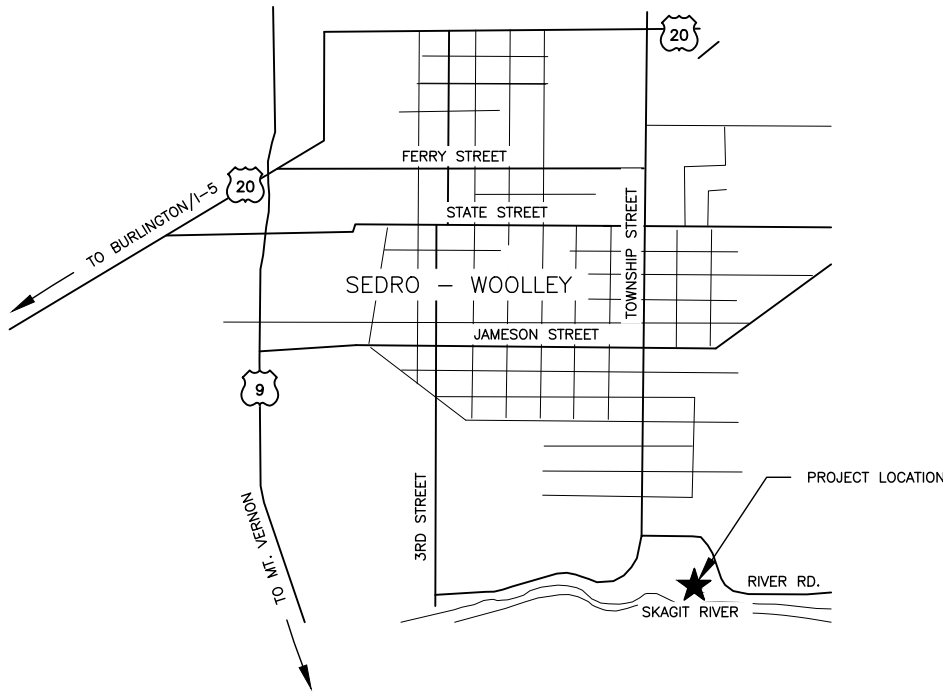 20
FERRY STREET
20
TO BURLINGTON/I-5
STATE STREET
TOWNSHIP STREET
SEDRO – WOOLLEY
JAMESON STREET
9
3RD STREET
PROJECT LOCATION
TO MT. VERNON
RIVER RD.
SKAGIT RIVER